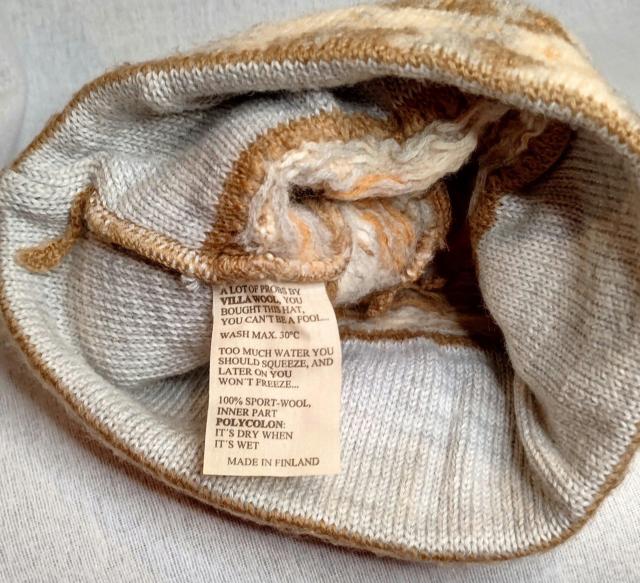 A LOT OF PROBS BY
VILLA WOOL, YOU
BOUGHT THIS HAT,
YOU CAN'T BE A FOOL...
WASH MAX. 30°C
TOO MUCH WATER YOU
SHOULD SQUEEZE, AND
LATER ON YOU
WON'T FREEZE...
100% SPORT-WOOL,
INNER PART
POLYCOLON:
IT'S DRY WHEN
IT'S WET
MADE IN FINLAND